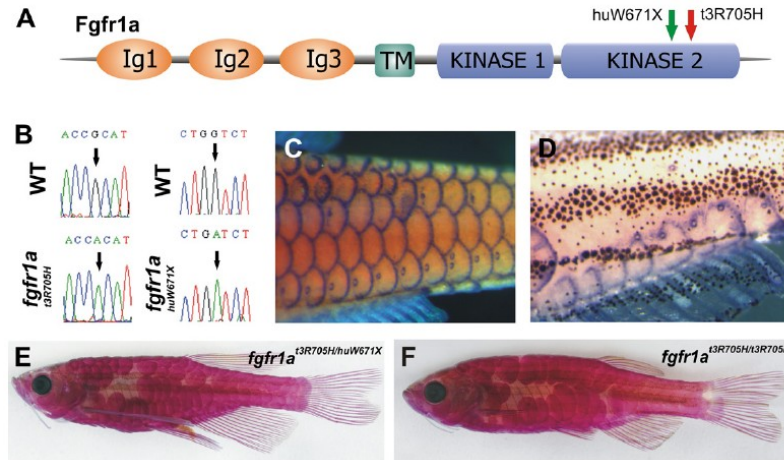 A
Fgfr1a
huW671X
t3R705H
Ig1
Ig2
Ig3
TM
KINASE 1
KINASE 2
B
ACCGCAT
CTGGTCT
WT
WT
ACCACAT
CTGATCT
fgfr1a t3R705H
fgfr1a huW671X
C
D
E
fgfr1a t3R705H/huW671X
F
fgfr1a t3R705H/t3R705